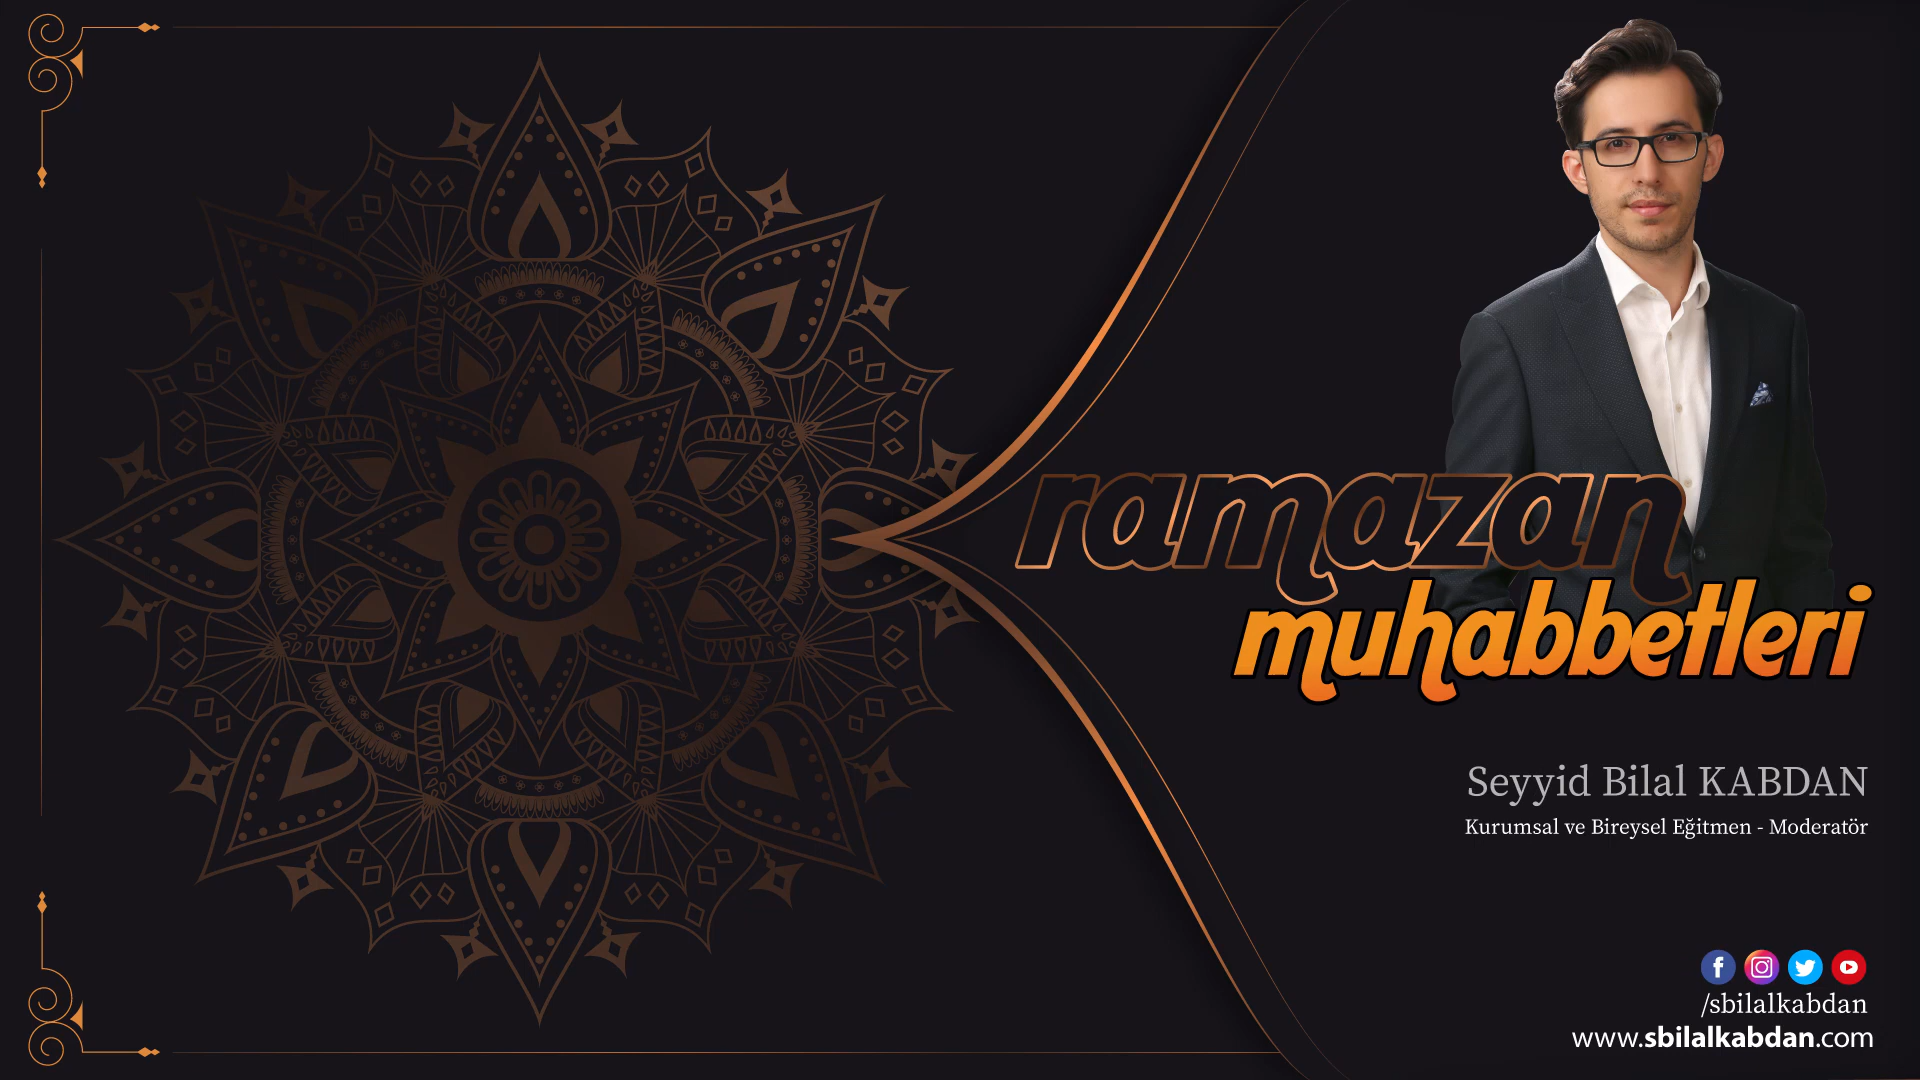 ramazan
muhabbetleri
Seyyid Bilal KABDAN
Kurumsal ve Bireysel Eğitmen - Moderatör
/sbilalkabdan
www.sbilalkabdan.com